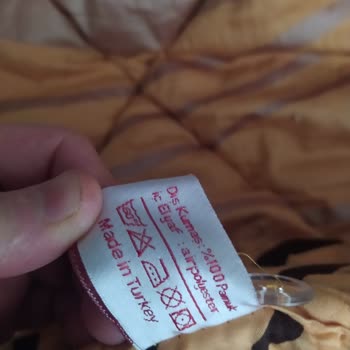 Dış Kumaş : %100 Pamuk
İç Elyaf : airpolyester
Made in Turkey